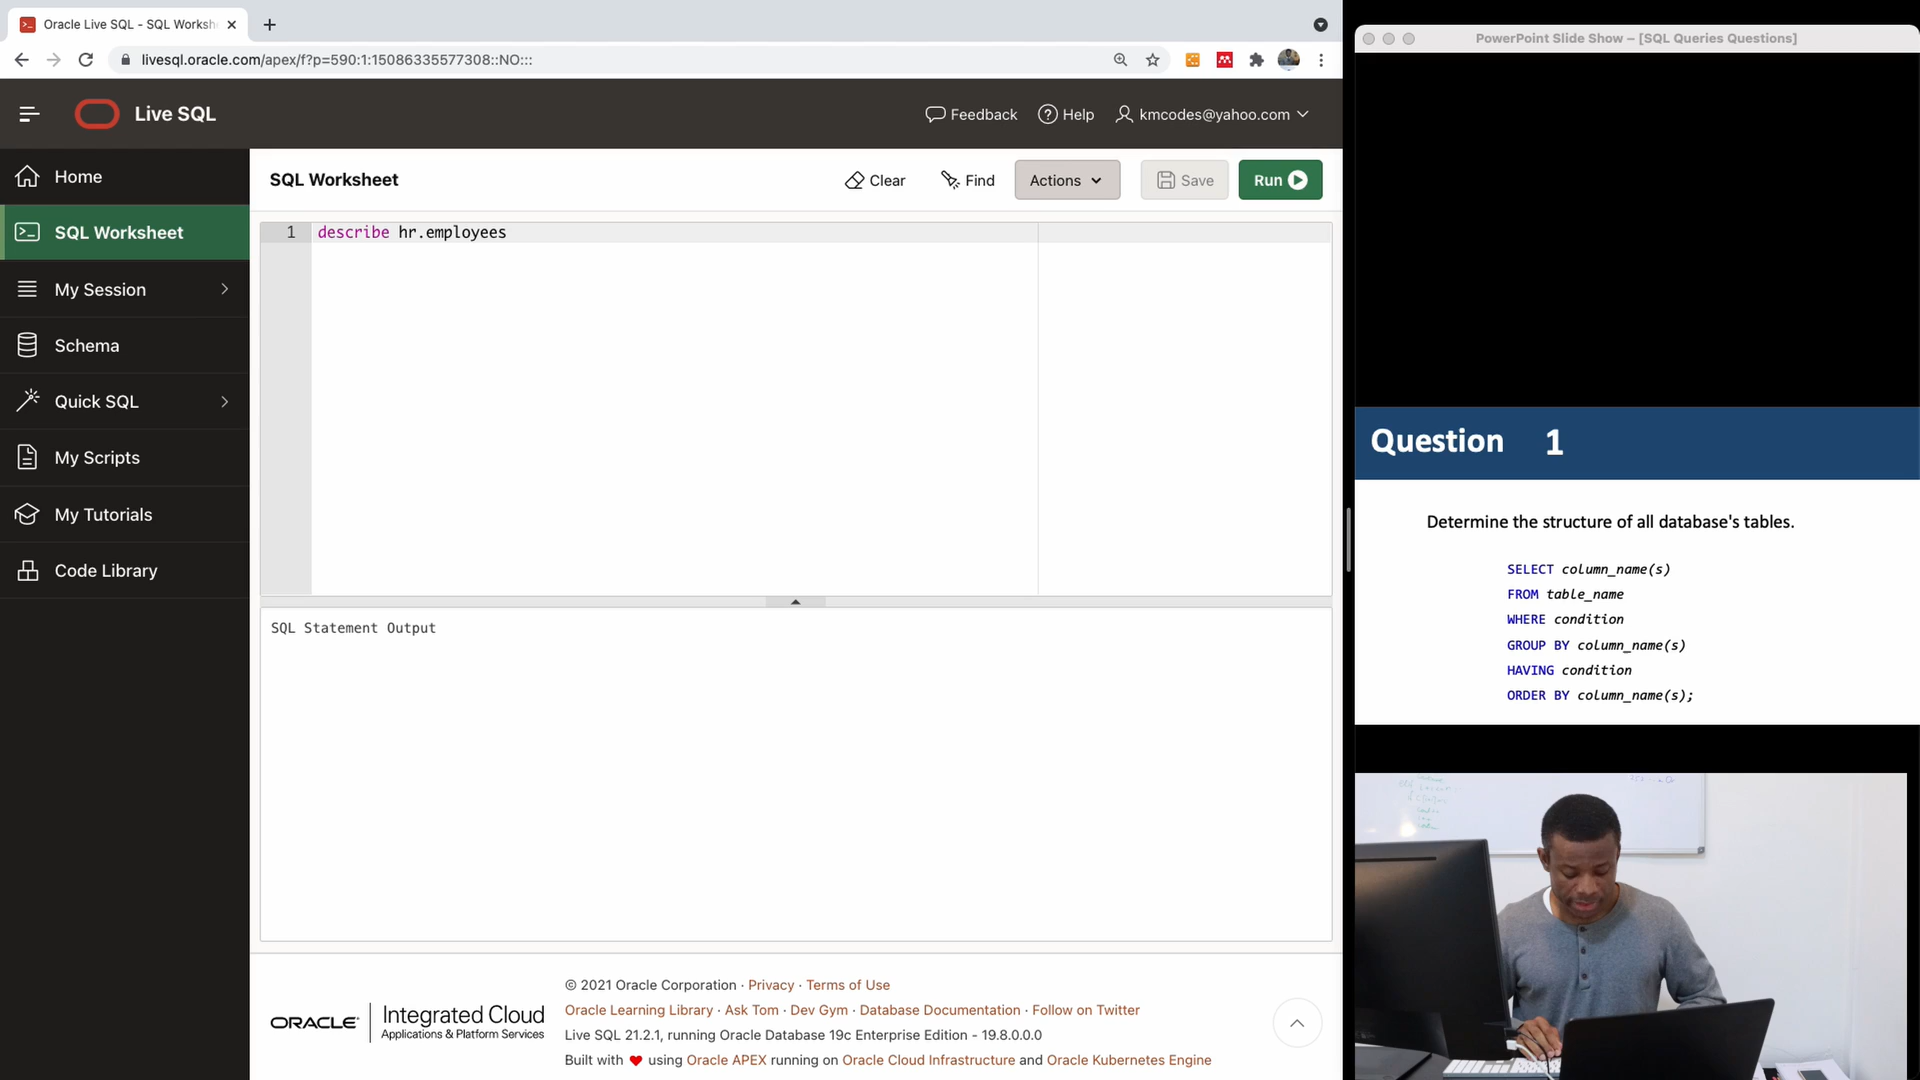 Oracle Live SQL - SQL Worksh
livesql.oracle.com/apex/f?p=590:1:15086335577308::NO:::
Live SQL
Feedback
Help
kmcodes@yahoo.com
Home
SQL Worksheet
My Session
Schema
Quick SQL
My Scripts
My Tutorials
Code Library
SQL Worksheet
Clear
Find
Actions
Save
Run
1 describe hr.employees
SQL Statement Output
ORACLE
Integrated Cloud
Applications & Platform Services
© 2021 Oracle Corporation · Privacy · Terms of Use
Oracle Learning Library · Ask Tom · Dev Gym · Database Documentation · Follow on Twitter
Live SQL 21.2.1, running Oracle Database 19c Enterprise Edition - 19.8.0.0.0
Built with ❤ using Oracle APEX running on Oracle Cloud Infrastructure and Oracle Kubernetes Engine
PowerPoint Slide Show – [SQL Queries Questions]
Question 1
Determine the structure of all database's tables.
SELECT column_name(s)
FROM table_name
WHERE condition
GROUP BY column_name(s)
HAVING condition
ORDER BY column_name(s);